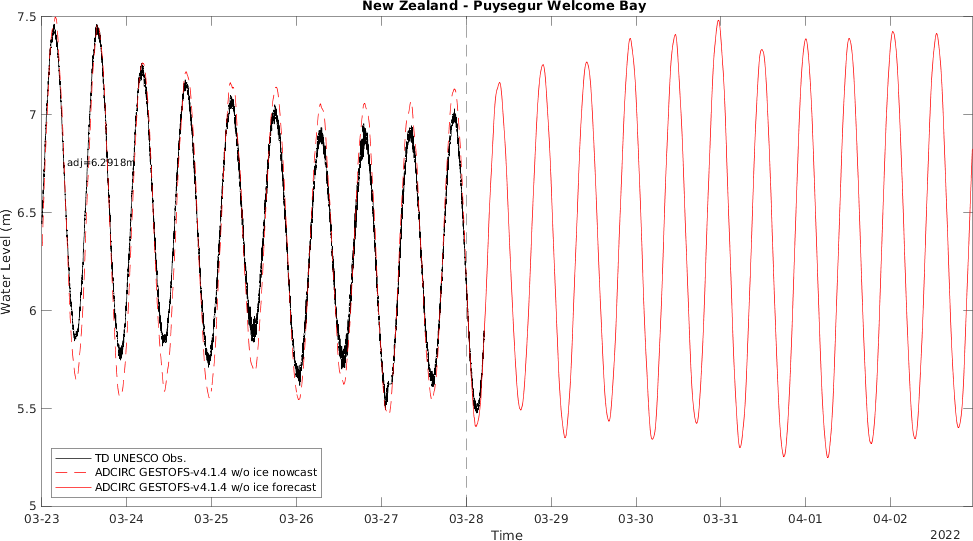 New Zealand - Puysegur Welcome Bay
7.5
7
6.5
6
5.5
5
Water Level (m)
adj=6.2918m
TD UNESCO Obs.
ADCIRC GESTOFS-v4.1.4 w/o ice nowcast
ADCIRC GESTOFS-v4.1.4 w/o ice forecast
03-23 03-24 03-25 03-26 03-27 03-28 03-29 03-30 03-31 04-01 04-02
Time
2022